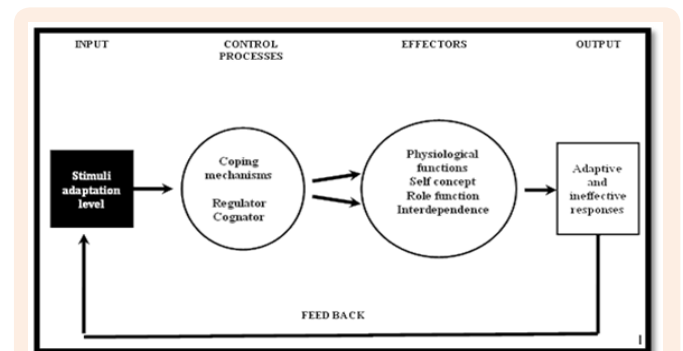 INPUT
CONTROL
PROCESSES
EFFECTORS
OUTPUT
Stimuli
adaptation
level
Coping
mechanisms
Regulator
Cognator
Physiological
functions
Self concept
Role function
Interdependence
Adaptive
and
ineffective
responses
FEED BACK